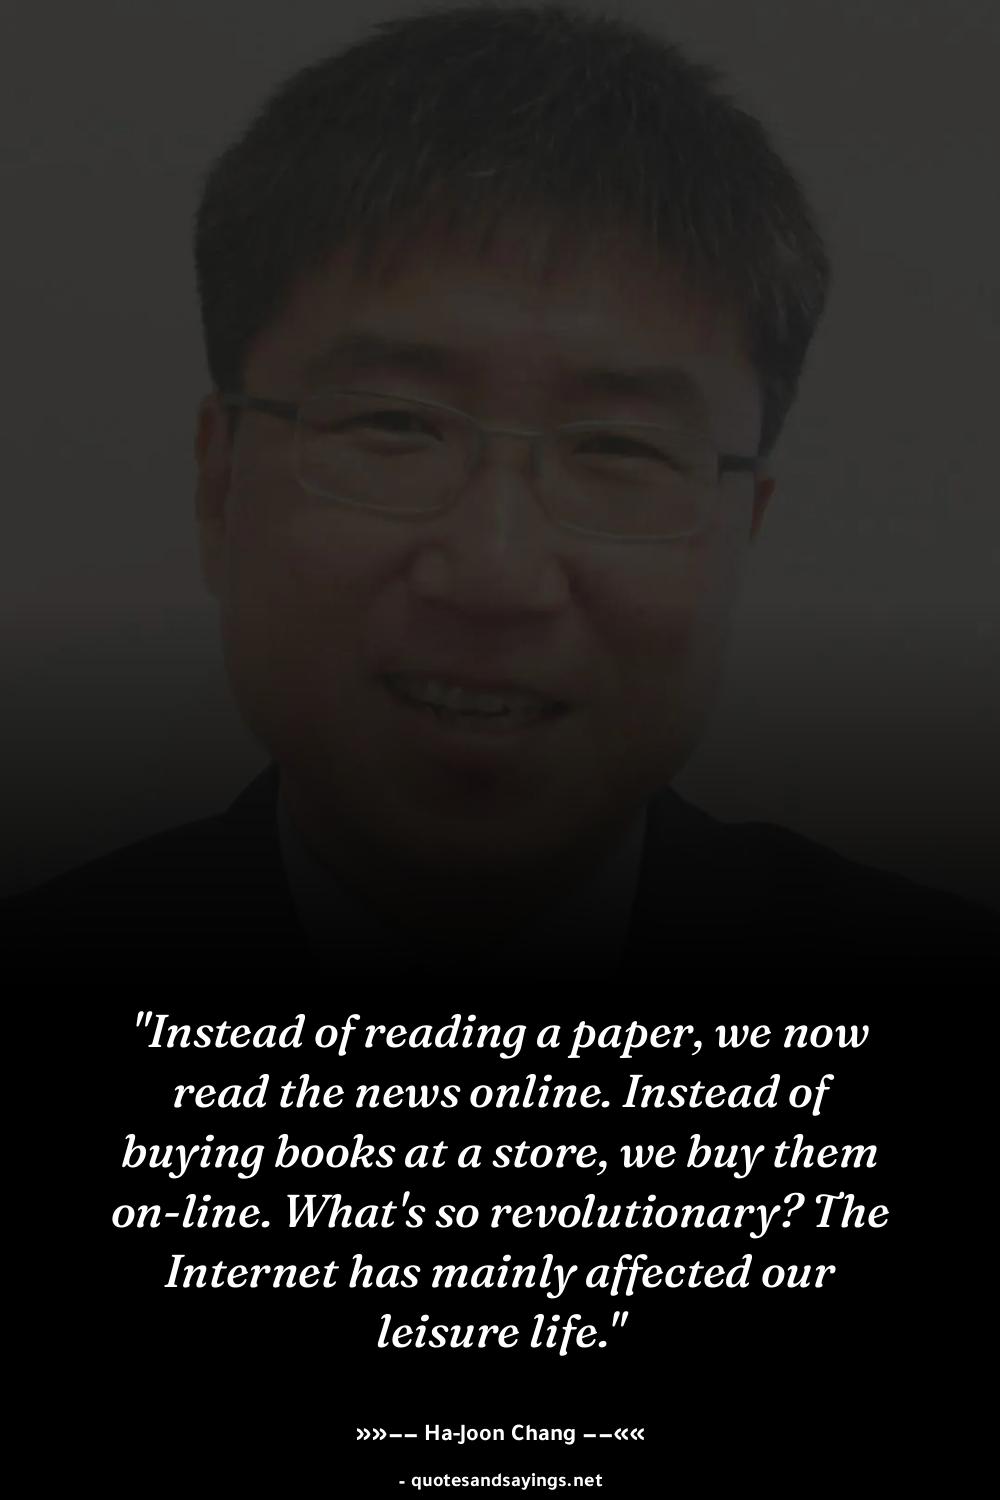 "Instead of reading a paper, we now
read the news online. Instead of
buying books at a store, we buy them
on-line. What's so revolutionary? The
Internet has mainly affected our
leisure life."
»»−− Ha-Joon Chang −−««
- quotesandsayings.net